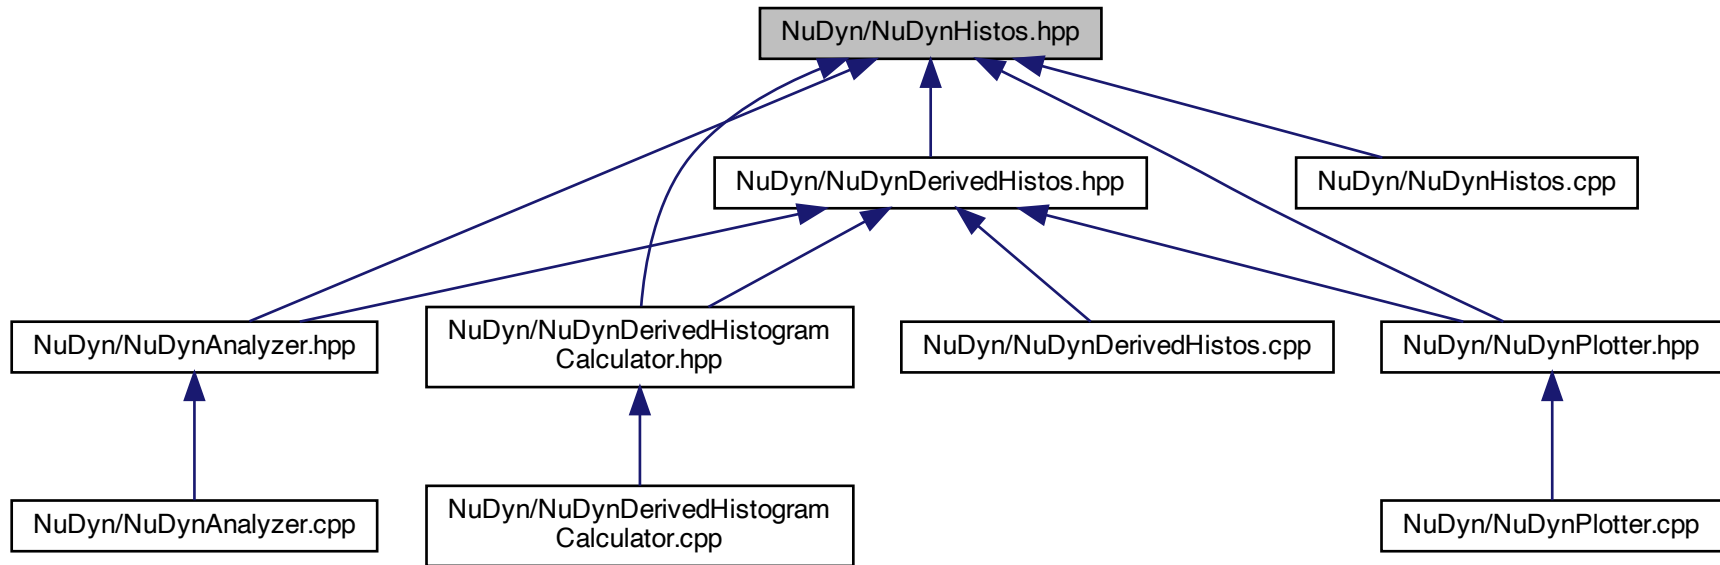 NuDyn/NuDynHistos.hpp
NuDyn/NuDynDerivedHistos.hpp
NuDyn/NuDynHistos.cpp
NuDyn/NuDynAnalyzer.hpp
NuDyn/NuDynDerivedHistogram
Calculator.hpp
NuDyn/NuDynDerivedHistos.cpp
NuDyn/NuDynPlotter.hpp
NuDyn/NuDynAnalyzer.cpp
NuDyn/NuDynDerivedHistogram
Calculator.cpp
NuDyn/NuDynPlotter.cpp